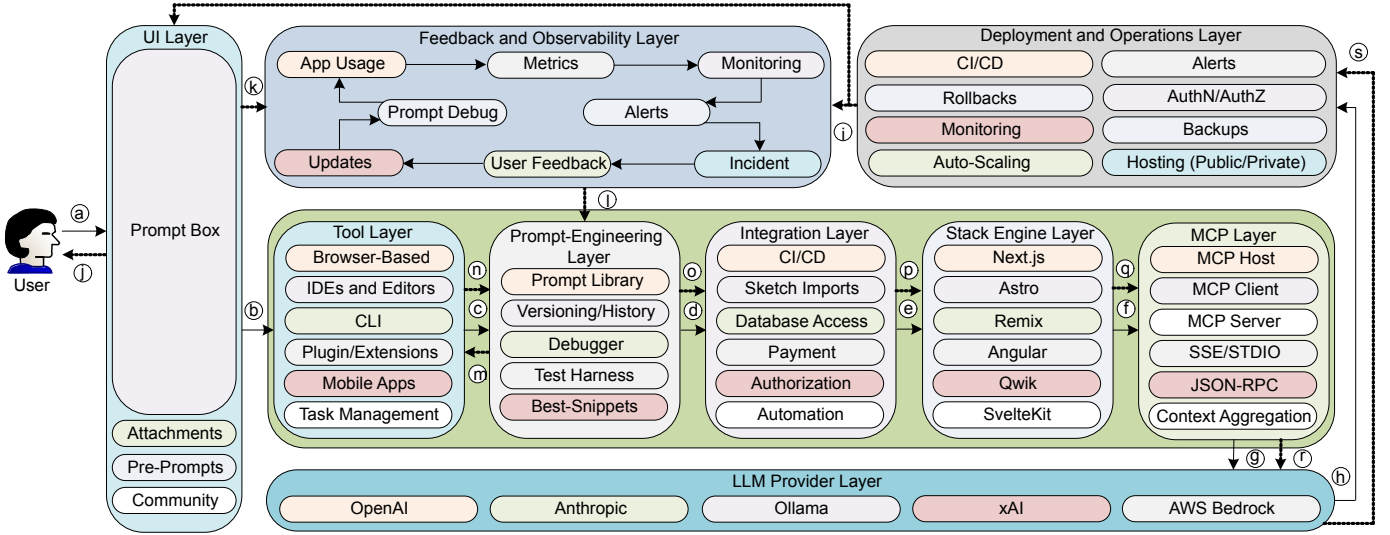 UI Layer
Prompt Box
Attachments
Pre-Prompts
Community
User
a
j
k
b
Feedback and Observability Layer
App Usage
Metrics
Monitoring
Prompt Debug
Alerts
Updates
User Feedback
Incident
i
l
Deployment and Operations Layer
CI/CD
Alerts
Rollbacks
AuthN/AuthZ
Monitoring
Backups
Auto-Scaling
Hosting (Public/Private)
s
Tool Layer
Browser-Based
IDEs and Editors
CLI
Plugin/Extensions
Mobile Apps
Task Management
n
c
m
Prompt-Engineering
Layer
Prompt Library
Versioning/History
Debugger
Test Harness
Best-Snippets
o
d
Integration Layer
CI/CD
Sketch Imports
Database Access
Payment
Authorization
Automation
p
e
Stack Engine Layer
Next.js
Astro
Remix
Angular
Qwik
SvelteKit
q
f
MCP Layer
MCP Host
MCP Client
MCP Server
SSE/STDIO
JSON-RPC
Context Aggregation
g
r
h
LLM Provider Layer
OpenAI
Anthropic
Ollama
xAI
AWS Bedrock